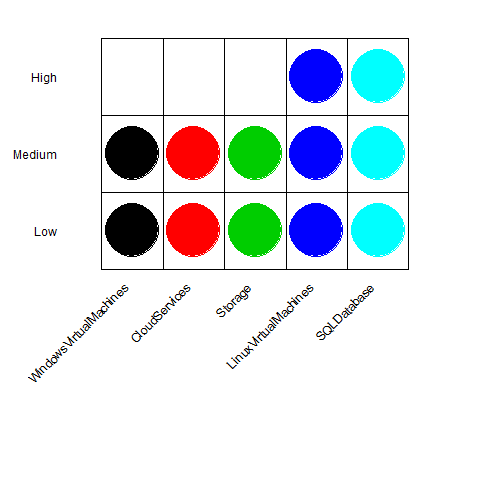 High
Medium
Low
WindowsVirtualMachines
CloudServices
Storage
LinuxVirtualMachines
SQLDatabase